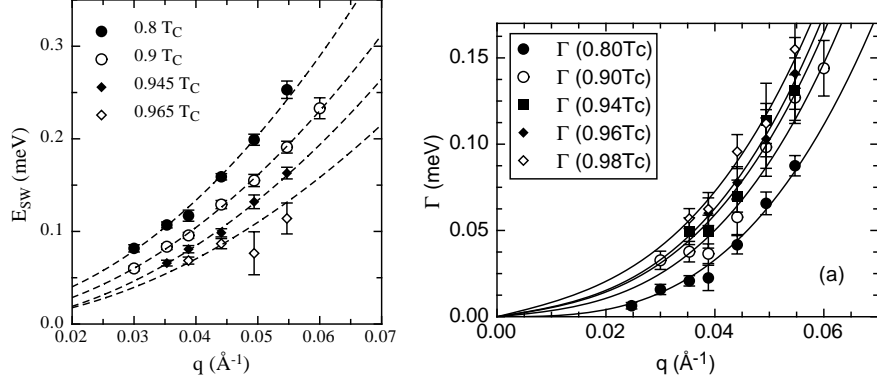 0.3
0.2
0.1
0.0
E_SW (meV)
0.8 T_C
0.9 T_C
0.945 T_C
0.965 T_C
0.02 0.03 0.04 0.05 0.06 0.07
q (Å⁻¹)
0.15
0.10
0.05
0.00
Γ (meV)
Γ (0.80Tc)
Γ (0.90Tc)
Γ (0.94Tc)
Γ (0.96Tc)
Γ (0.98Tc)
(a)
0.00 0.02 0.04 0.06
q (Å⁻¹)